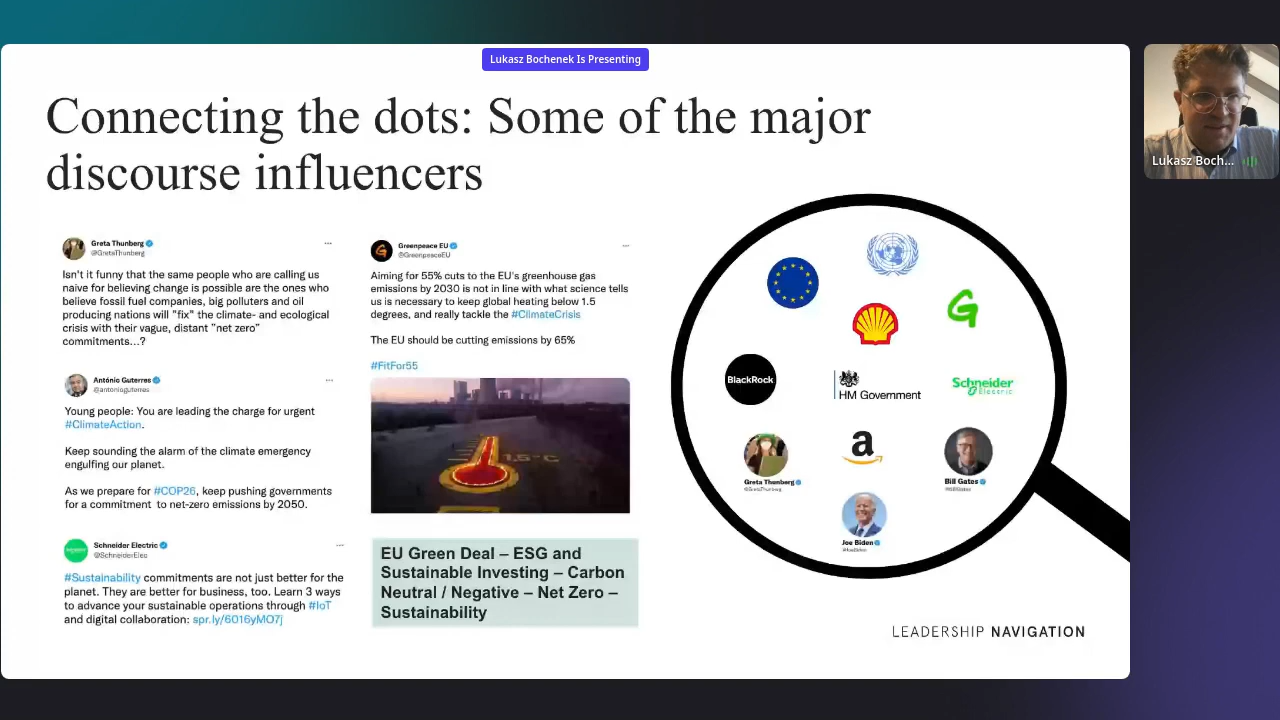 Lukasz Bochenek Is Presenting
Connecting the dots: Some of the major
discourse influencers
Lukasz Boch...
Greta Thunberg
@GretaThunberg
Isn't it funny that the same people who are calling us
naive for believing change is possible are the ones who
believe fossil fuel companies, big polluters and oil
producing nations will "fix" the climate- and ecological
crisis with their vague, distant "net zero"
commitments...?
António Guterres
@antonioguterres
Young people: You are leading the charge for urgent
#ClimateAction.
Keep sounding the alarm of the climate emergency
engulfing our planet.
As we prepare for #COP26, keep pushing governments
for a commitment to net-zero emissions by 2050.
Schneider Electric
@SchneiderElec
#Sustainability commitments are not just better for the
planet. They are better for business, too. Learn 3 ways
to advance your sustainable operations through #IoT
and digital collaboration: spr.ly/6016yMO7j
Greenpeace EU
@GreenpeaceEU
Aiming for 55% cuts to the EU's greenhouse gas
emissions by 2030 is not in line with what science tells
us is necessary to keep global heating below 1.5
degrees, and really tackle the #ClimateCrisis
The EU should be cutting emissions by 65%
#FitFor55
1.5°C
EU Green Deal – ESG and
Sustainable Investing – Carbon
Neutral / Negative – Net Zero –
Sustainability
BlackRock
HM Government
Schneider
Electric
Greta Thunberg
@GretaThunberg
a
Bill Gates
@BillGates
Joe Biden
@JoeBiden
LEADERSHIP NAVIGATION